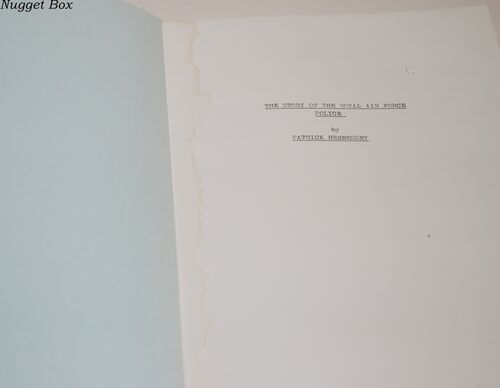 Nugget Box
THE STORY OF THE ROYAL AIR FORCE
POLICE
by
PATRICK HENNESSEY